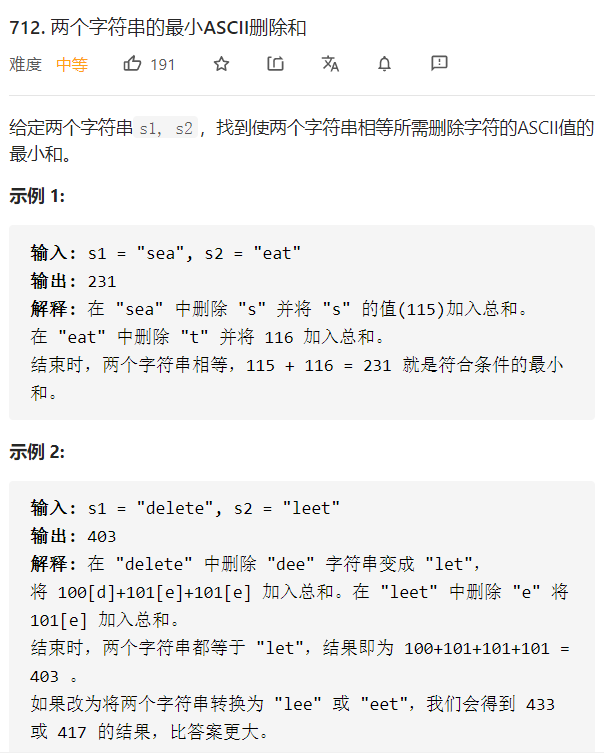 712. 两个字符串的最小ASCII删除和
难度 中等 191
给定两个字符串s1, s2，找到使两个字符串相等所需删除字符的ASCII值的
最小和。
示例 1:
输入: s1 = "sea", s2 = "eat"
输出: 231
解释: 在 "sea" 中删除 "s" 并将 "s" 的值(115)加入总和。
在 "eat" 中删除 "t" 并将 116 加入总和。
结束时，两个字符串相等，115 + 116 = 231 就是符合条件的最小
和。
示例 2:
输入: s1 = "delete", s2 = "leet"
输出: 403
解释: 在 "delete" 中删除 "dee" 字符串变成 "let"，
将 100[d]+101[e]+101[e] 加入总和。在 "leet" 中删除 "e" 将
101[e] 加入总和。
结束时，两个字符串都等于 "let"，结果即为 100+101+101+101 =
403 。
如果改为将两个字符串转换为 "lee" 或 "eet"，我们会得到 433
或 417 的结果，比答案更大。